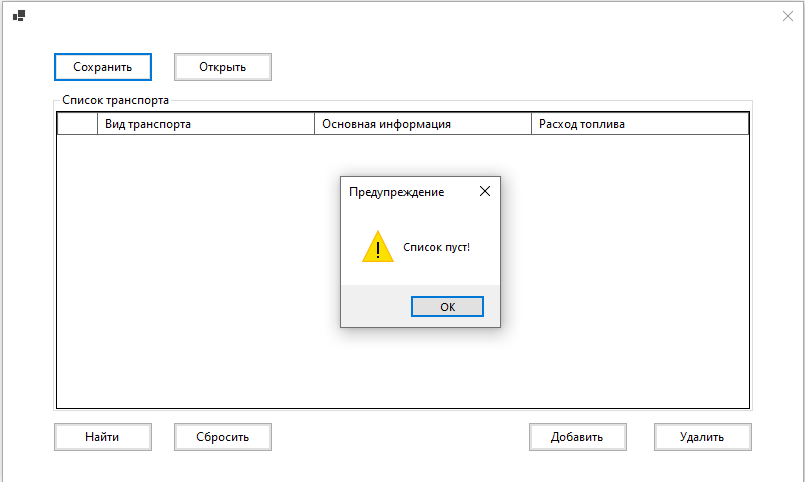 Сохранить
Открыть
Список транспорта
Вид транспорта
Основная информация
Расход топлива
Предупреждение
Список пуст!
OK
Найти
Сбросить
Добавить
Удалить